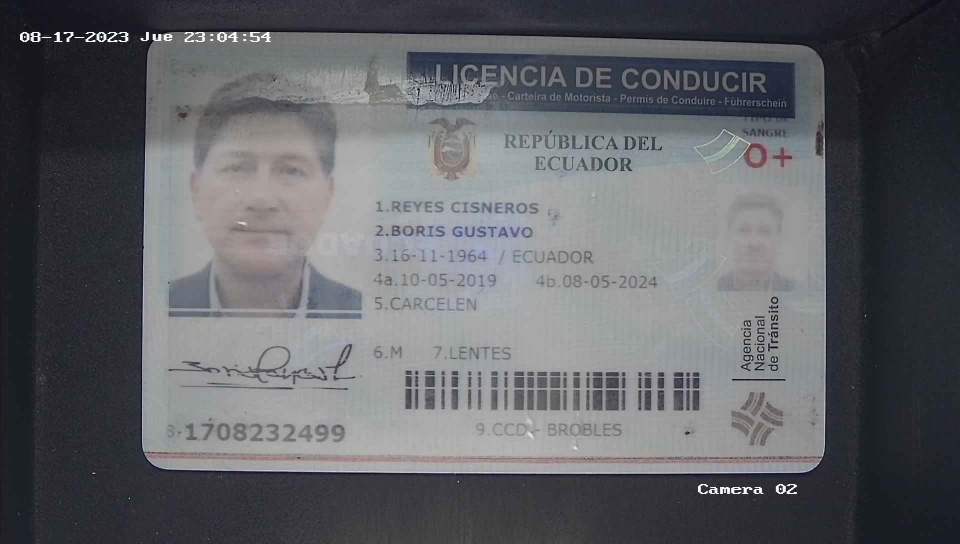 08-17-2023 Jue 23:04:54
LICENCIA DE CONDUCIR
- Carteira de Motorista - Permis de Conduire - Führerschein
REPÚBLICA DEL
ECUADOR
TIPO DE
SANGRE
O+
1.REYES CISNEROS
2.BORIS GUSTAVO
3.16-11-1964 / ECUADOR
4a.10-05-2019 4b.08-05-2024
5.CARCELEN
6.M 7.LENTES
Agencia
Nacional
de Tránsito
8.1708232499
9.CCD - BROBLES
Camera 02